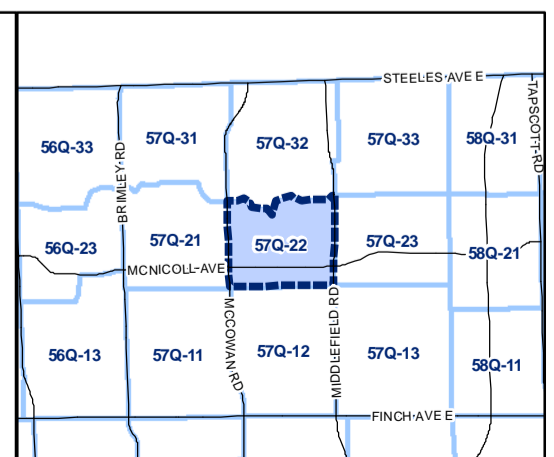 STEELES AVE E
TAPSCOTT RD
56Q-33
57Q-31
57Q-32
57Q-33
58Q-31
BRIMLEY RD
56Q-23
57Q-21
57Q-22
57Q-23
58Q-21
MCNICOLL AVE
MCCOWAN RD
MIDDLEFIELD RD
56Q-13
57Q-11
57Q-12
57Q-13
58Q-11
FINCH AVE E